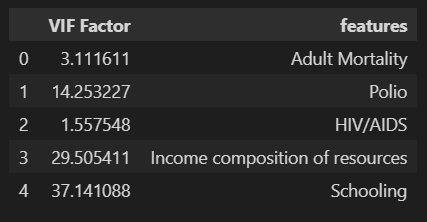 VIF Factor features
0 3.111611 Adult Mortality
1 14.253227 Polio
2 1.557548 HIV/AIDS
3 29.505411 Income composition of resources
4 37.141088 Schooling